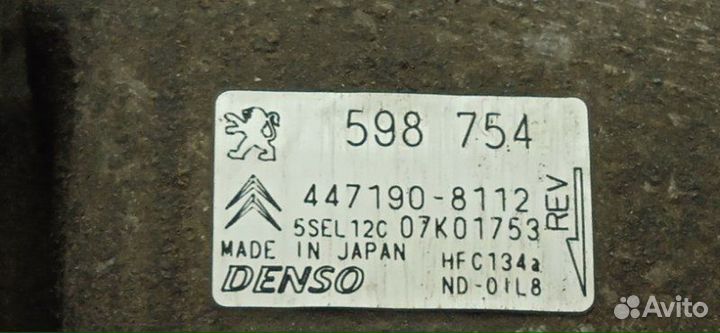 598 754
447190-8112
5SEL12C 07K01753
REV
MADE IN JAPAN
HFC134a
DENSO
ND-OIL8
Avito